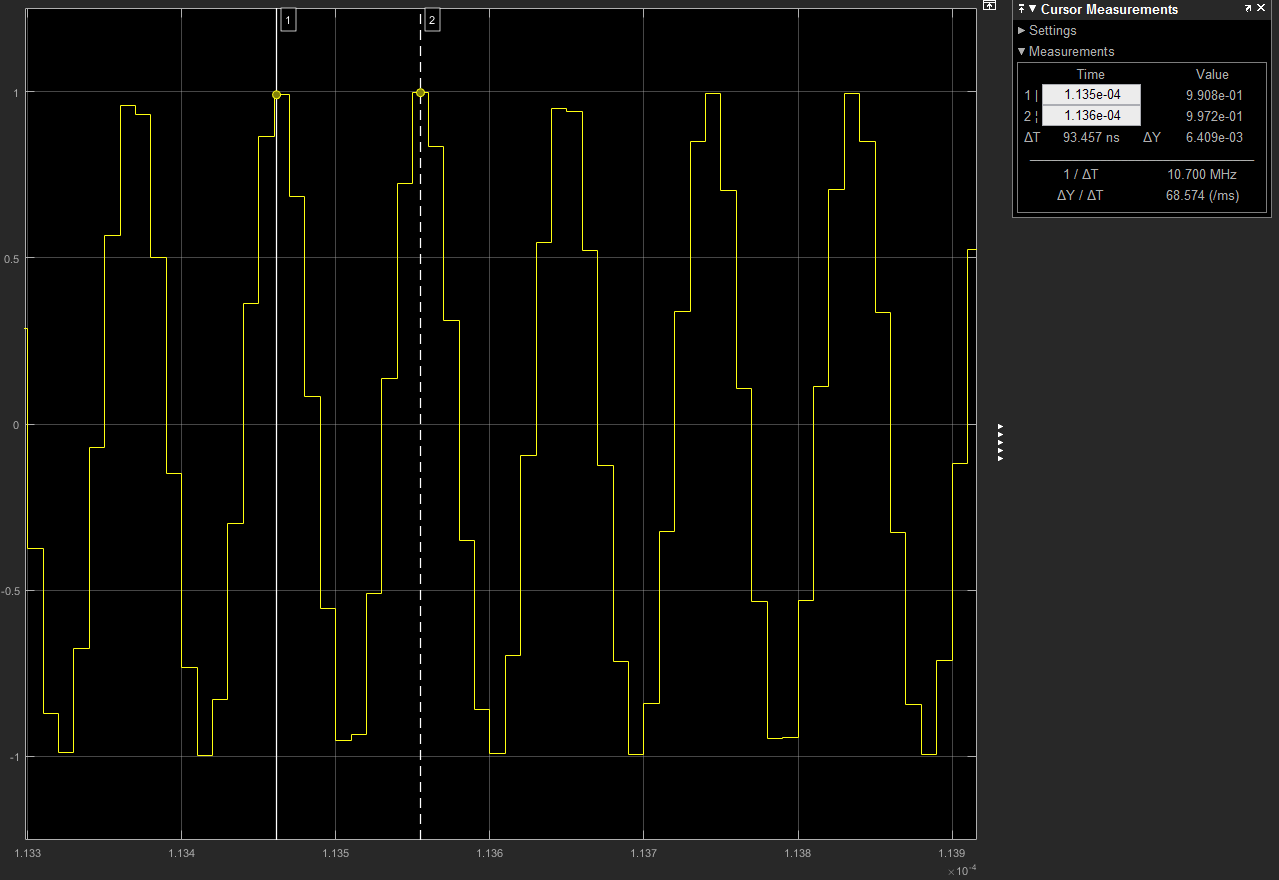 1
2
1
0.5
0
-0.5
-1
1.133 1.134 1.135 1.136 1.137 1.138 1.139
×10-4
Cursor Measurements
Settings
Measurements
Time Value
1 | 1.135e-04 9.908e-01
2 ¦ 1.136e-04 9.972e-01
ΔT 93.457 ns ΔY 6.409e-03
1 / ΔT 10.700 MHz
ΔY / ΔT 68.574 (/ms)